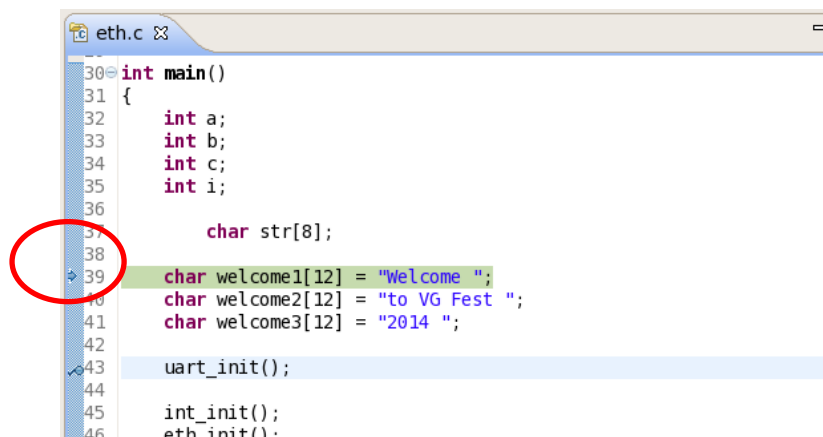 eth.c
30 int main()
31 {
32 int a;
33 int b;
34 int c;
35 int i;
36
37 char str[8];
38
39 char welcome1[12] = "Welcome ";
40 char welcome2[12] = "to VG Fest ";
41 char welcome3[12] = "2014 ";
42
43 uart_init();
44
45 int_init();
46 eth_init();